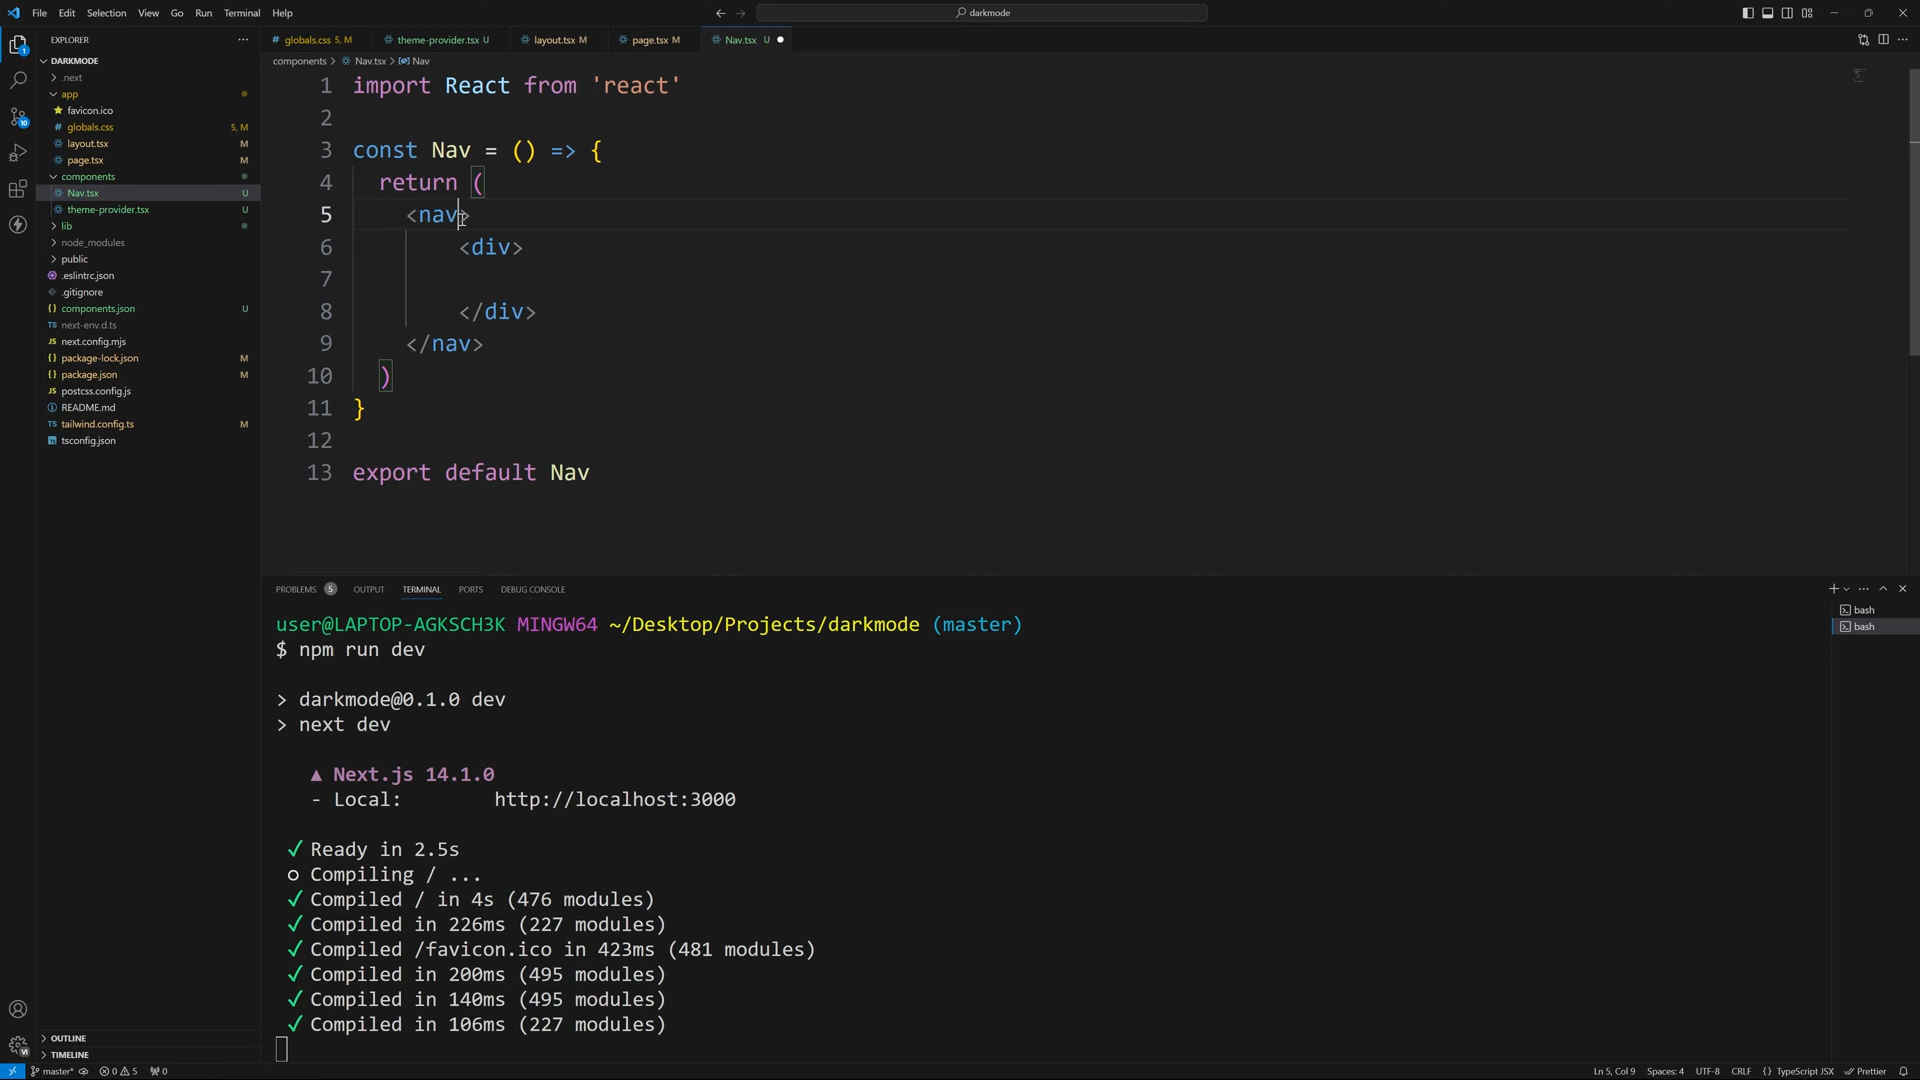 File Edit Selection View Go Run Terminal Help
darkmode
EXPLORER
DARKMODE
.next
app
favicon.ico
globals.css 5, M
layout.tsx M
page.tsx M
components
Nav.tsx U
theme-provider.tsx U
lib
node_modules
public
.eslintrc.json
.gitignore
components.json U
next-env.d.ts
next.config.mjs
package-lock.json M
package.json M
postcss.config.js
README.md
tailwind.config.ts M
tsconfig.json
OUTLINE
TIMELINE
globals.css 5, M theme-provider.tsx U layout.tsx M page.tsx M Nav.tsx U
components > Nav.tsx > Nav
1 import React from 'react'
2
3 const Nav = () => {
4 return (
5 <nav>
6 <div>
7
8 </div>
9 </nav>
10 )
11 }
12
13 export default Nav
PROBLEMS 5 OUTPUT TERMINAL PORTS DEBUG CONSOLE
user@LAPTOP-AGKSCH3K MINGW64 ~/Desktop/Projects/darkmode (master)
$ npm run dev
> darkmode@0.1.0 dev
> next dev
▲ Next.js 14.1.0
- Local: http://localhost:3000
✓ Ready in 2.5s
○ Compiling / ...
✓ Compiled / in 4s (476 modules)
✓ Compiled in 226ms (227 modules)
✓ Compiled /favicon.ico in 423ms (481 modules)
✓ Compiled in 200ms (495 modules)
✓ Compiled in 140ms (495 modules)
✓ Compiled in 106ms (227 modules)
bash
bash
master* 0 5 0
Ln 5, Col 9 Spaces: 4 UTF-8 CRLF {} TypeScript JSX Prettier